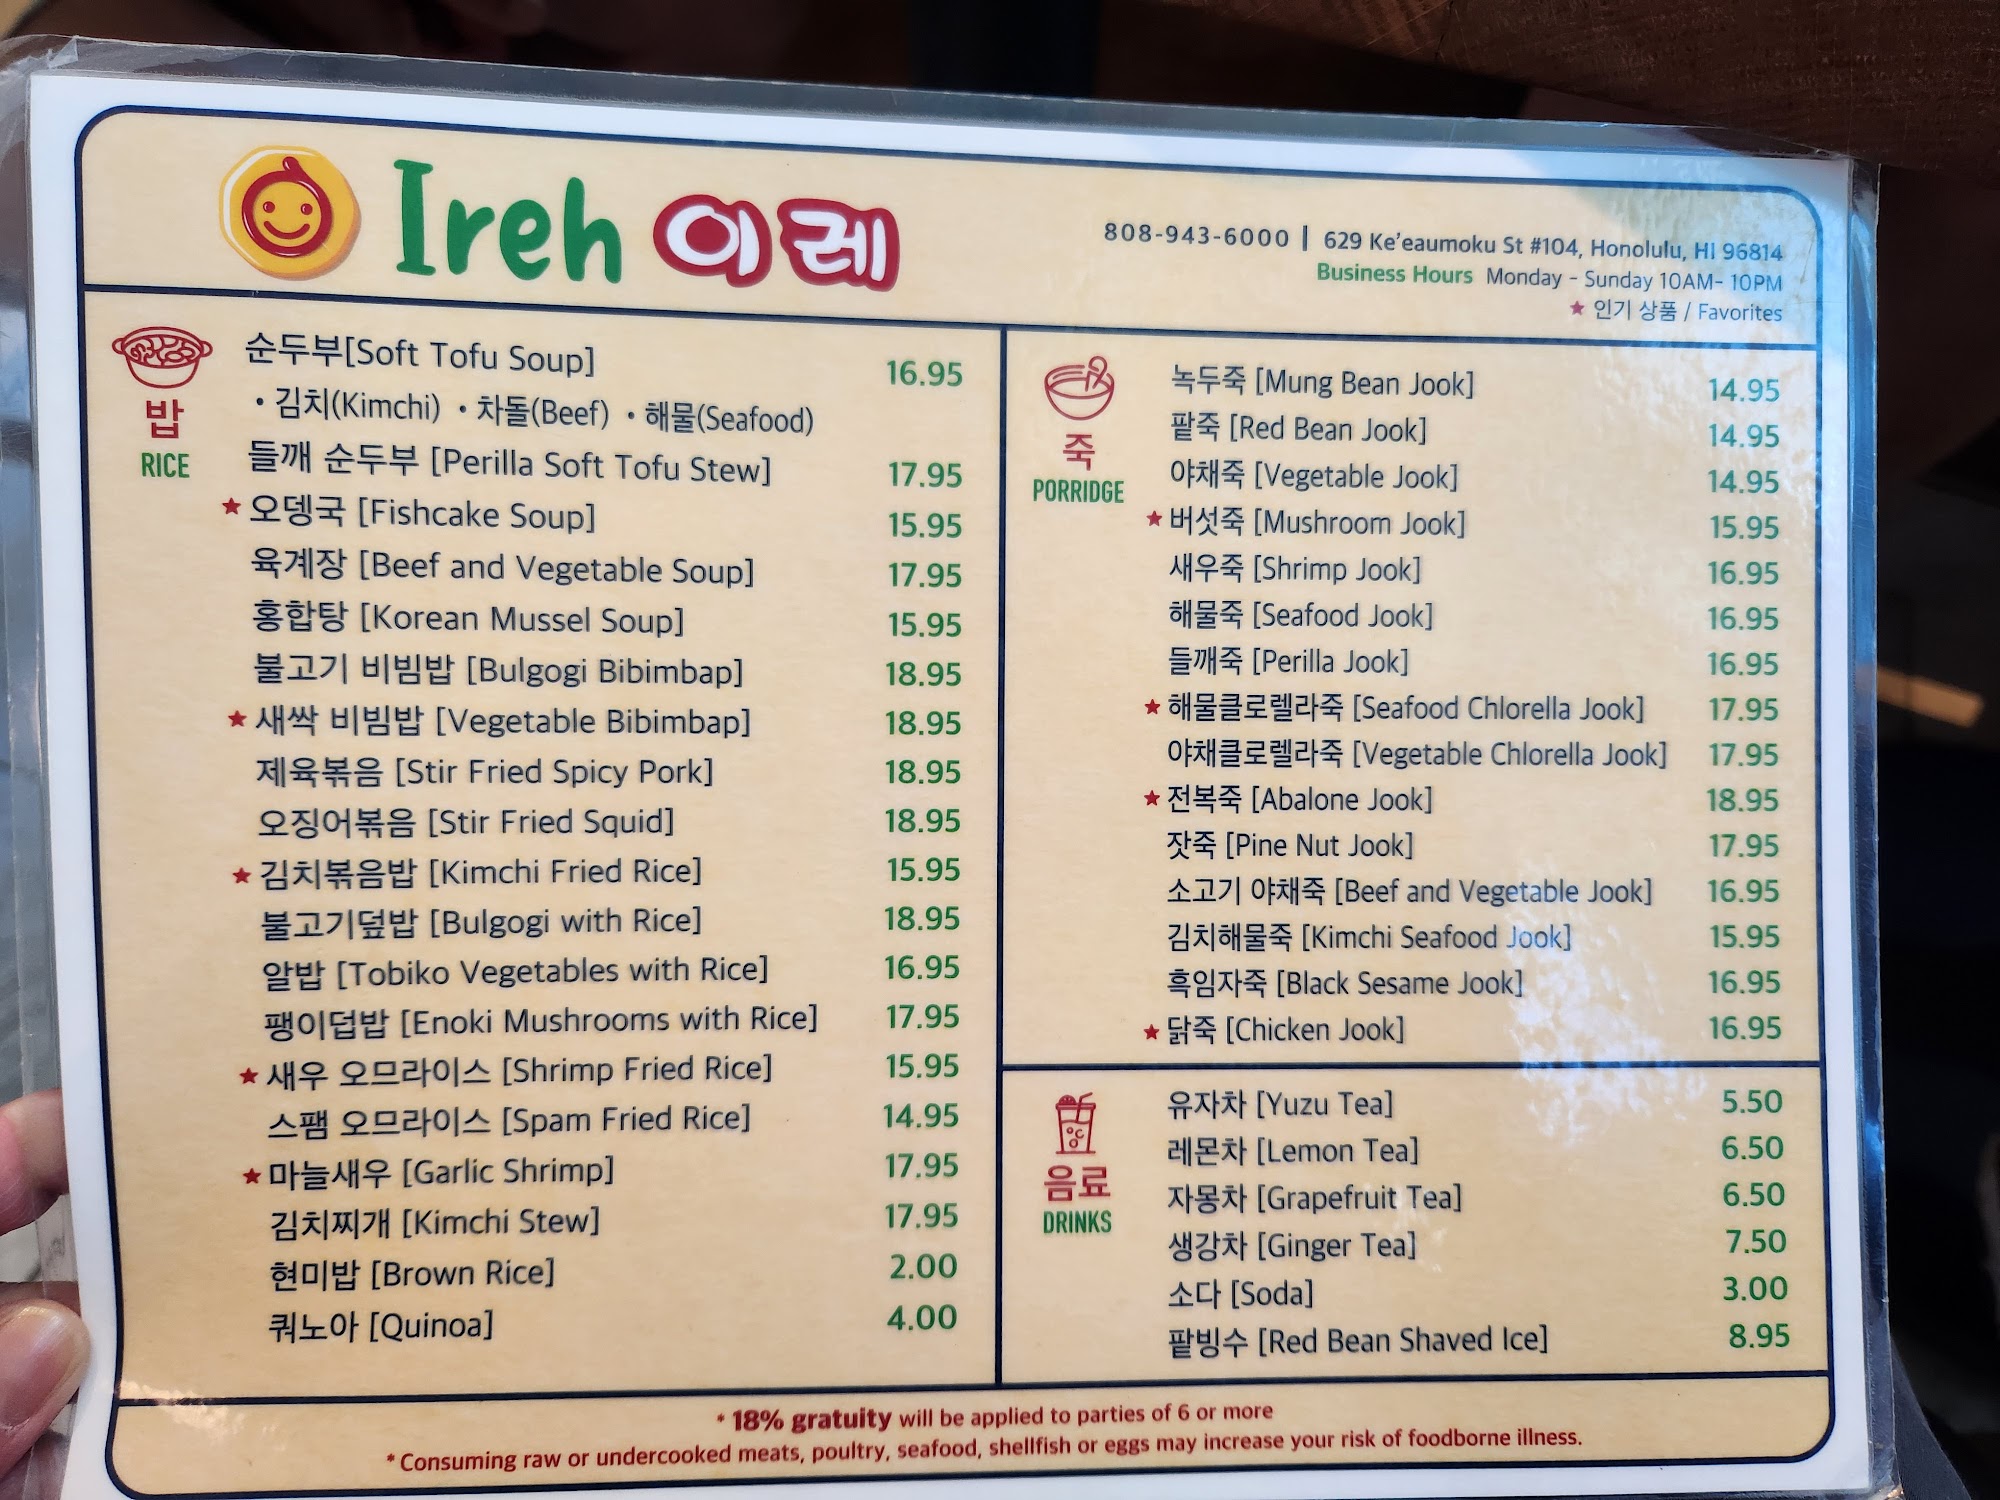 Ireh 이레
808-943-6000 | 629 Ke'eaumoku St #104, Honolulu, HI 96814
Business Hours Monday - Sunday 10AM- 10PM
★ 인기 상품 / Favorites
밥
RICE
순두부[Soft Tofu Soup] 16.95
• 김치(Kimchi) • 차돌(Beef) • 해물(Seafood)
들깨 순두부 [Perilla Soft Tofu Stew] 17.95
★ 오뎅국 [Fishcake Soup] 15.95
육계장 [Beef and Vegetable Soup] 17.95
홍합탕 [Korean Mussel Soup] 15.95
불고기 비빔밥 [Bulgogi Bibimbap] 18.95
★ 새싹 비빔밥 [Vegetable Bibimbap] 18.95
제육볶음 [Stir Fried Spicy Pork] 18.95
오징어볶음 [Stir Fried Squid] 18.95
★ 김치볶음밥 [Kimchi Fried Rice] 15.95
불고기덮밥 [Bulgogi with Rice] 18.95
알밥 [Tobiko Vegetables with Rice] 16.95
팽이덥밥 [Enoki Mushrooms with Rice] 17.95
★ 새우 오므라이스 [Shrimp Fried Rice] 15.95
스팸 오므라이스 [Spam Fried Rice] 14.95
★ 마늘새우 [Garlic Shrimp] 17.95
김치찌개 [Kimchi Stew] 17.95
현미밥 [Brown Rice] 2.00
쿼노아 [Quinoa] 4.00
죽
PORRIDGE
녹두죽 [Mung Bean Jook] 14.95
팥죽 [Red Bean Jook] 14.95
야채죽 [Vegetable Jook] 14.95
★ 버섯죽 [Mushroom Jook] 15.95
새우죽 [Shrimp Jook] 16.95
해물죽 [Seafood Jook] 16.95
들깨죽 [Perilla Jook] 16.95
★ 해물클로렐라죽 [Seafood Chlorella Jook] 17.95
야채클로렐라죽 [Vegetable Chlorella Jook] 17.95
★ 전복죽 [Abalone Jook] 18.95
잣죽 [Pine Nut Jook] 17.95
소고기 야채죽 [Beef and Vegetable Jook] 16.95
김치해물죽 [Kimchi Seafood Jook] 15.95
흑임자죽 [Black Sesame Jook] 16.95
★ 닭죽 [Chicken Jook] 16.95
음료
DRINKS
유자차 [Yuzu Tea] 5.50
레몬차 [Lemon Tea] 6.50
자몽차 [Grapefruit Tea] 6.50
생강차 [Ginger Tea] 7.50
소다 [Soda] 3.00
팥빙수 [Red Bean Shaved Ice] 8.95
* 18% gratuity will be applied to parties of 6 or more
* Consuming raw or undercooked meats, poultry, seafood, shellfish or eggs may increase your risk of foodborne illness.